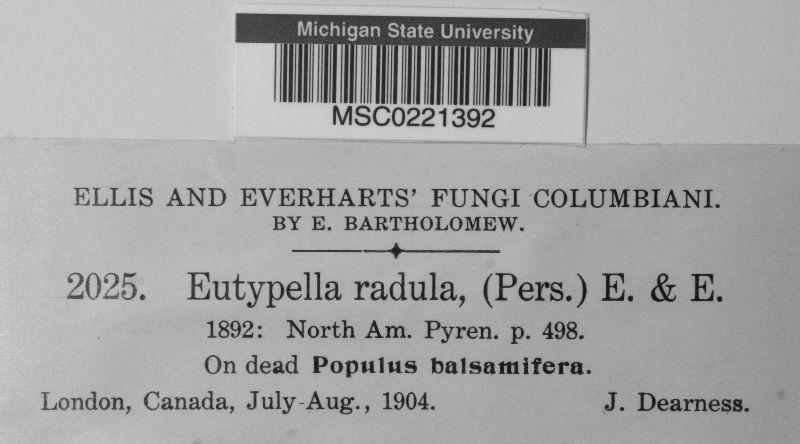 Michigan State University
MSC0221392
ELLIS AND EVERHARTS' FUNGI COLUMBIANI.
BY E. BARTHOLOMEW.
2025. Eutypella radula, (Pers.) E. & E.
1892: North Am. Pyren. p. 498.
On dead Populus balsamifera.
London, Canada, July-Aug., 1904. J. Dearness.